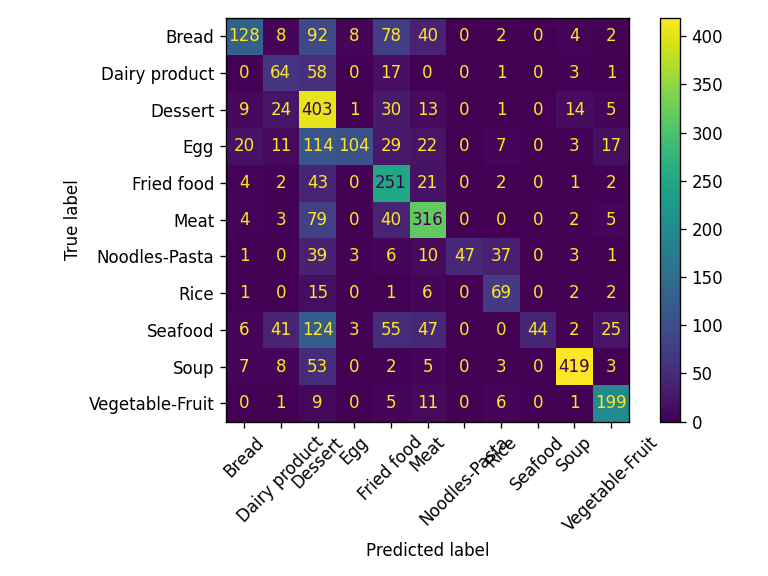 Bread 128 8 92 8 78 40 0 2 0 4 2
Dairy product 0 64 58 0 17 0 0 1 0 3 1
Dessert 9 24 403 1 30 13 0 1 0 14 5
Egg 20 11 114 104 29 22 0 7 0 3 17
Fried food 4 2 43 0 251 21 0 2 0 1 2
Meat 4 3 79 0 40 316 0 0 0 2 5
Noodles-Pasta 1 0 39 3 6 10 47 37 0 3 1
Rice 1 0 15 0 1 6 0 69 0 2 2
Seafood 6 41 124 3 55 47 0 0 44 2 25
Soup 7 8 53 0 2 5 0 3 0 419 3
Vegetable-Fruit 0 1 9 0 5 11 0 6 0 1 199
True label
Bread
Dairy product
Dessert
Egg
Fried food
Meat
Noodles-Pasta
Rice
Seafood
Soup
Vegetable-Fruit
Predicted label
400
350
300
250
200
150
100
50
0